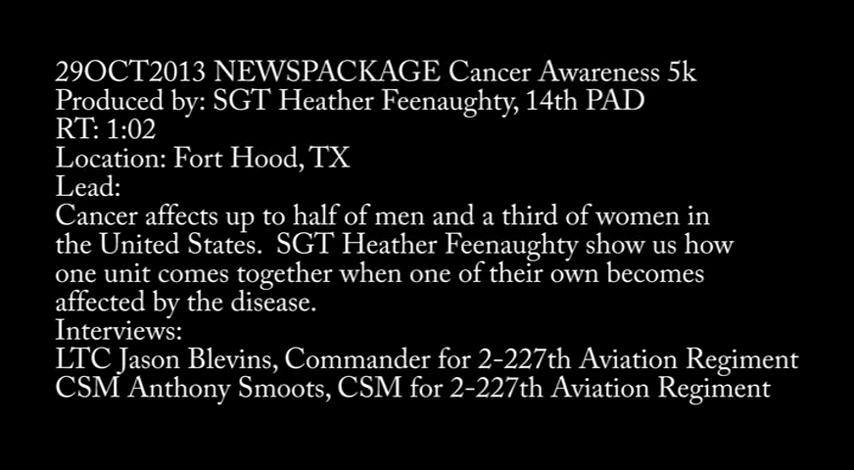 29OCT2013 NEWSPACKAGE Cancer Awareness 5k
Produced by: SGT Heather Feenaughty, 14th PAD
RT: 1:02
Location: Fort Hood, TX
Lead:
Cancer affects up to half of men and a third of women in
the United States.  SGT Heather Feenaughty show us how
one unit comes together when one of their own becomes
affected by the disease.
Interviews:
LTC Jason Blevins, Commander for 2-227th Aviation Regiment
CSM Anthony Smoots, CSM for 2-227th Aviation Regiment